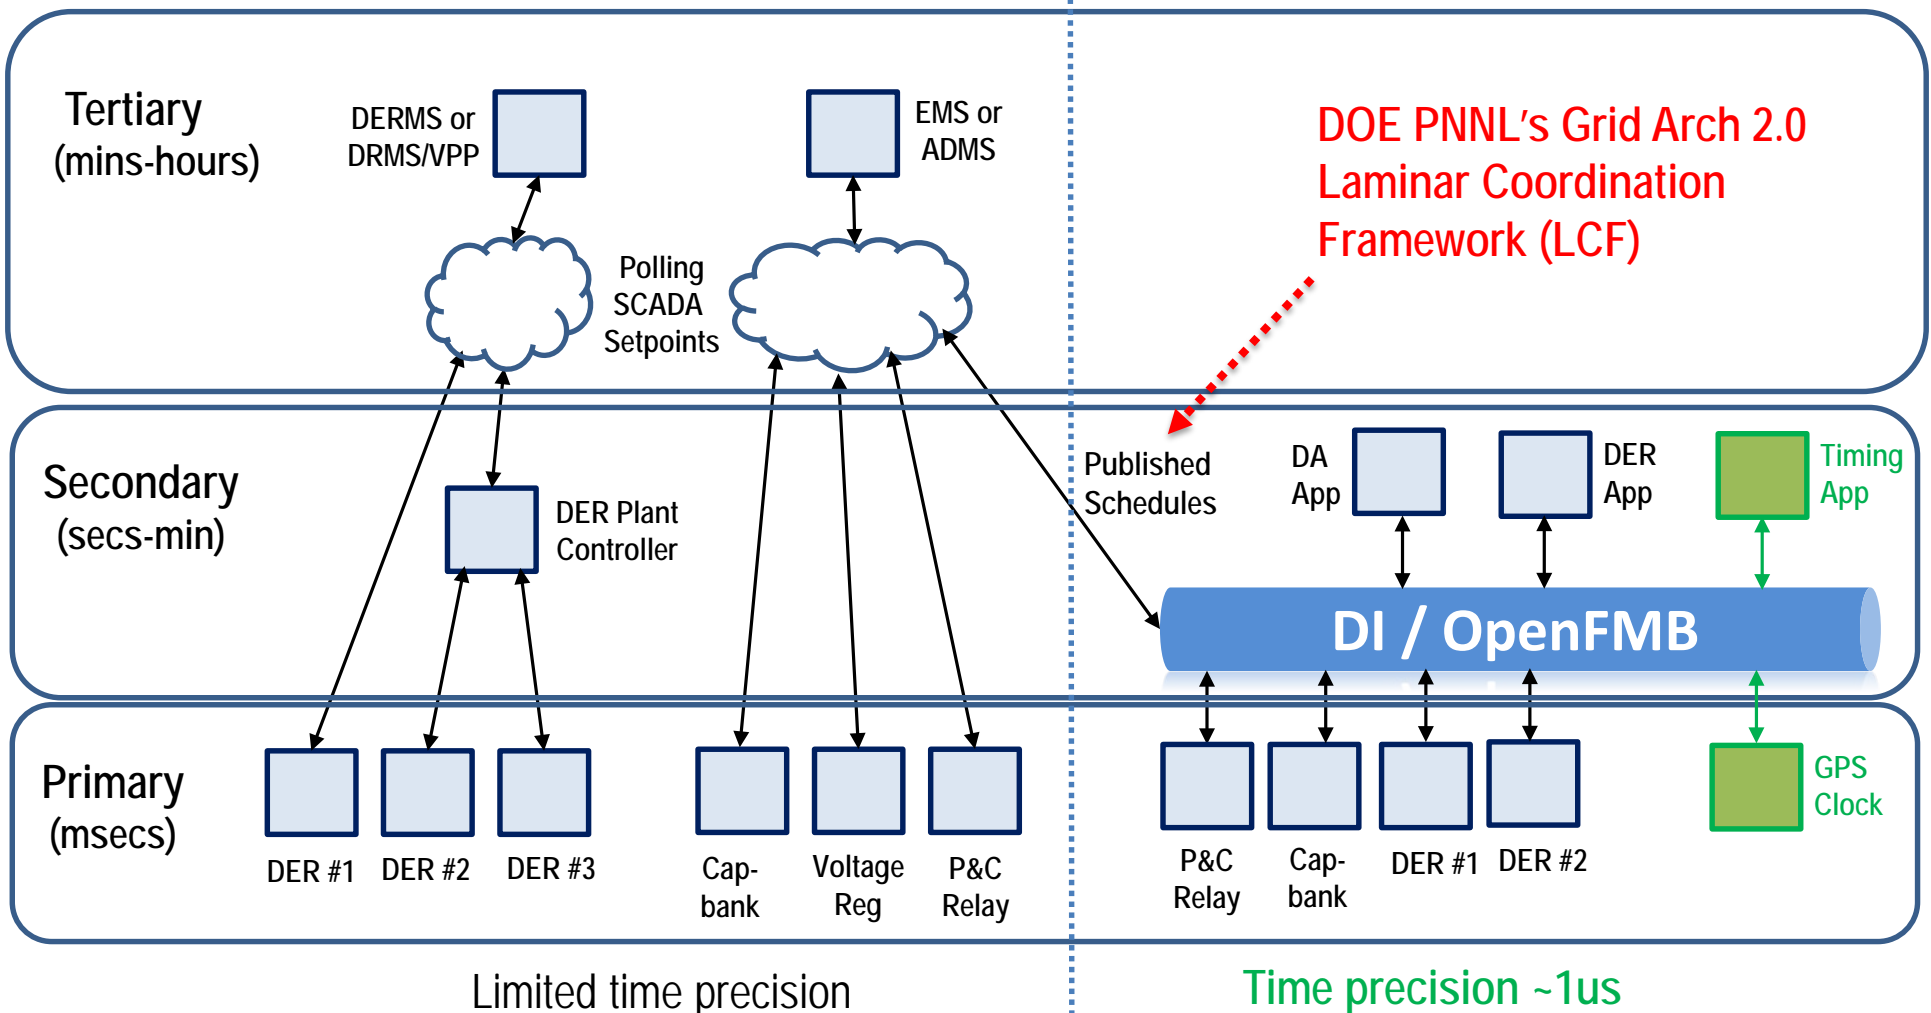 Tertiary
(mins-hours)
DERMS or
DRMS/VPP
EMS or
ADMS
DOE PNNL's Grid Arch 2.0
Laminar Coordination
Framework (LCF)
Polling
SCADA
Setpoints
Secondary
(secs-min)
DER Plant
Controller
Published
Schedules
DA
App
DER
App
Timing
App
DI / OpenFMB
Primary
(msecs)
DER #1
DER #2
DER #3
Cap-
bank
Voltage
Reg
P&C
Relay
P&C
Relay
Cap-
bank
DER #1
DER #2
GPS
Clock
Limited time precision
Time precision ~1us